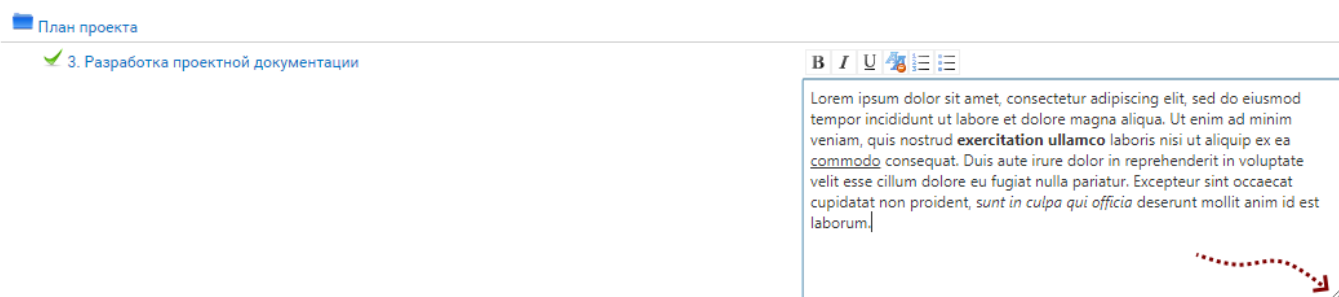 План проекта
3. Разработка проектной документации
B I U
Lorem ipsum dolor sit amet, consectetur adipiscing elit, sed do eiusmod
tempor incididunt ut labore et dolore magna aliqua. Ut enim ad minim
veniam, quis nostrud exercitation ullamco laboris nisi ut aliquip ex ea
commodo consequat. Duis aute irure dolor in reprehenderit in voluptate
velit esse cillum dolore eu fugiat nulla pariatur. Excepteur sint occaecat
cupidatat non proident, sunt in culpa qui officia deserunt mollit anim id est
laborum.